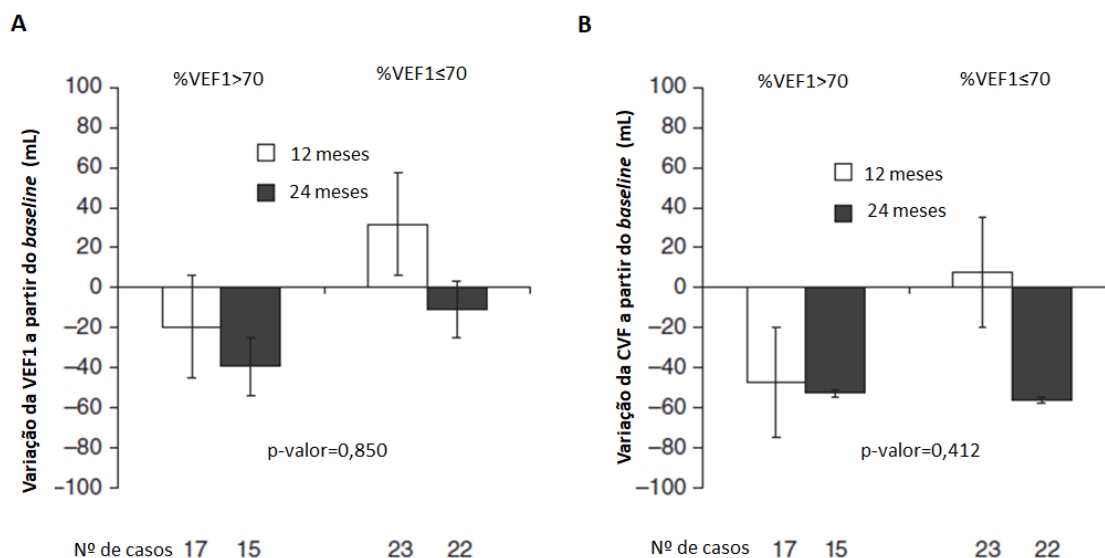 A
%VEF1>70
%VEF1≤70
Variação da VEF1 a partir do baseline (mL)
100
80
60
40
20
0
−20
−40
−60
−80
−100
12 meses
24 meses
p-valor=0,850
Nº de casos 17 15 23 22
B
%VEF1>70
%VEF1≤70
Variação da CVF a partir do baseline (mL)
100
80
60
40
20
0
−20
−40
−60
−80
−100
12 meses
24 meses
p-valor=0,412
Nº de casos 17 15 23 22